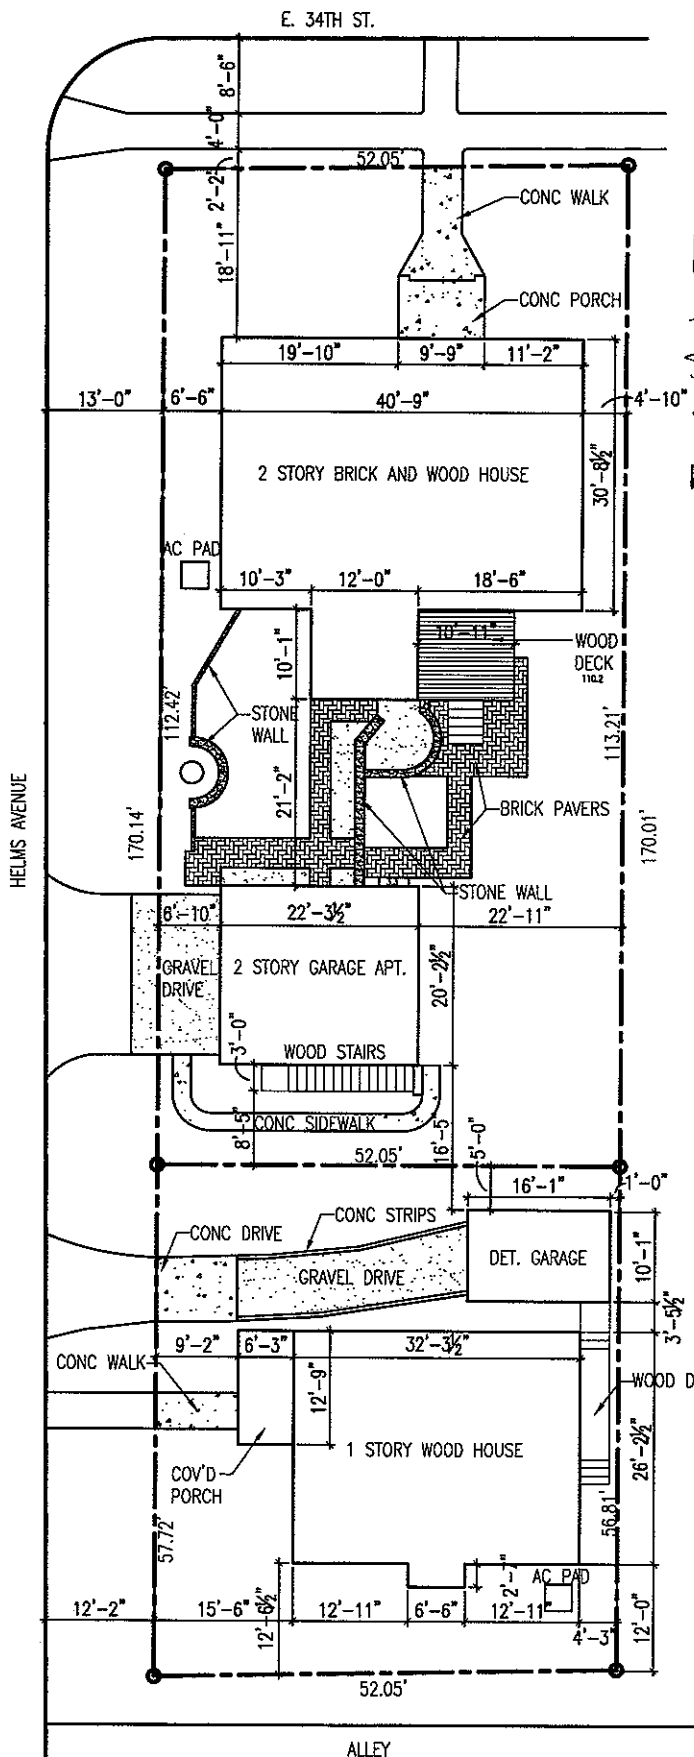 E. 34TH ST.
8'-6"
4'-0"
52.05'
2'-2"
CONC WALK
18'-11"
CONC PORCH
19'-10"
9'-9"
11'-2"
13'-0"
6'-6"
40'-9"
4'-10"
2 STORY BRICK AND WOOD HOUSE
30'-8½"
AC PAD
10'-3"
12'-0"
18'-6"
10'-1"
10'-11"
WOOD
DECK
110.2
112.42'
STONE
WALL
113.21'
21'-2"
HELMS AVENUE
170.14'
BRICK PAVERS
170.01'
STONE WALL
6'-10"
22'-3½"
22'-11"
GRAVEL
DRIVE
2 STORY GARAGE APT.
20'-2½"
3'-0"
WOOD STAIRS
8'-5"
CONC SIDEWALK
16'-5
52.05'
5'-0"
16'-1"
1'-0"
CONC DRIVE
CONC STRIPS
GRAVEL DRIVE
DET. GARAGE
10'-1"
3'-5½"
9'-2"
6'-3"
32'-3½"
CONC WALK
12'-9"
WOOD D
1 STORY WOOD HOUSE
26'-2½"
COV'D
PORCH
57.72'
56.81'
2'-7"
AC PAD
12'-2"
15'-6"
12'-6½"
12'-11"
6'-6"
12'-11"
4'-3"
12'-0"
52.05'
ALLEY